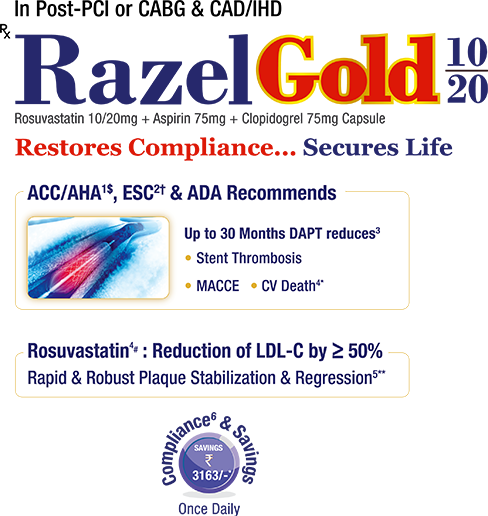 In Post-PCI or CABG & CAD/IHD
Rx
RazelGold 10/20
Rosuvastatin 10/20mg + Aspirin 75mg + Clopidogrel 75mg Capsule
Restores Compliance... Secures Life
ACC/AHA¹$, ESC²† & ADA Recommends
Up to 30 Months DAPT reduces³
• Stent Thrombosis
• MACCE • CV Death⁴*
Rosuvastatin⁴# : Reduction of LDL-C by ≥ 50%
Rapid & Robust Plaque Stabilization & Regression⁵**
Compliance⁶ & Savings
SAVINGS
₹
3163/-*
Once Daily